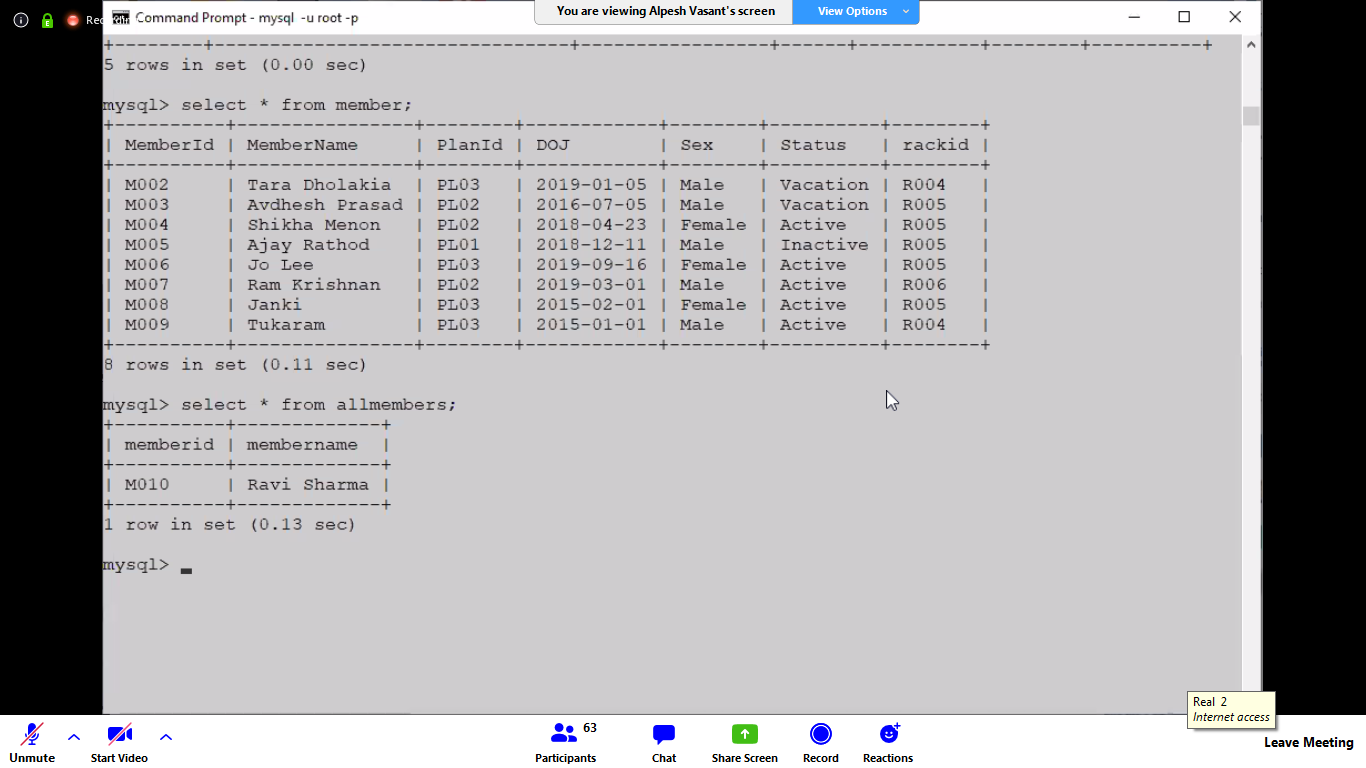 Command Prompt - mysql -u root -p
You are viewing Alpesh Vasant's screen
View Options
+---------+---------------------------------+------------------+------+-----------+--------+----------+
5 rows in set (0.00 sec)
mysql> select * from member;
+----------+-----------------+--------+------------+--------+----------+--------+
| MemberId | MemberName | PlanId | DOJ | Sex | Status | rackid |
+----------+-----------------+--------+------------+--------+----------+--------+
| M002 | Tara Dholakia | PL03 | 2019-01-05 | Male | Vacation | R004 |
| M003 | Avdhesh Prasad | PL02 | 2016-07-05 | Male | Vacation | R005 |
| M004 | Shikha Menon | PL02 | 2018-04-23 | Female | Active | R005 |
| M005 | Ajay Rathod | PL01 | 2018-12-11 | Male | Inactive | R005 |
| M006 | Jo Lee | PL03 | 2019-09-16 | Female | Active | R005 |
| M007 | Ram Krishnan | PL02 | 2019-03-01 | Male | Active | R006 |
| M008 | Janki | PL03 | 2015-02-01 | Female | Active | R005 |
| M009 | Tukaram | PL03 | 2015-01-01 | Male | Active | R004 |
+----------+-----------------+--------+------------+--------+----------+--------+
8 rows in set (0.11 sec)
mysql> select * from allmembers;
+----------+-------------+
| memberid | membername |
+----------+-------------+
| M010 | Ravi Sharma |
+----------+-------------+
1 row in set (0.13 sec)
mysql>
Real 2
Internet access
Unmute
Start Video
63
Participants
Chat
Share Screen
Record
Reactions
Leave Meeting